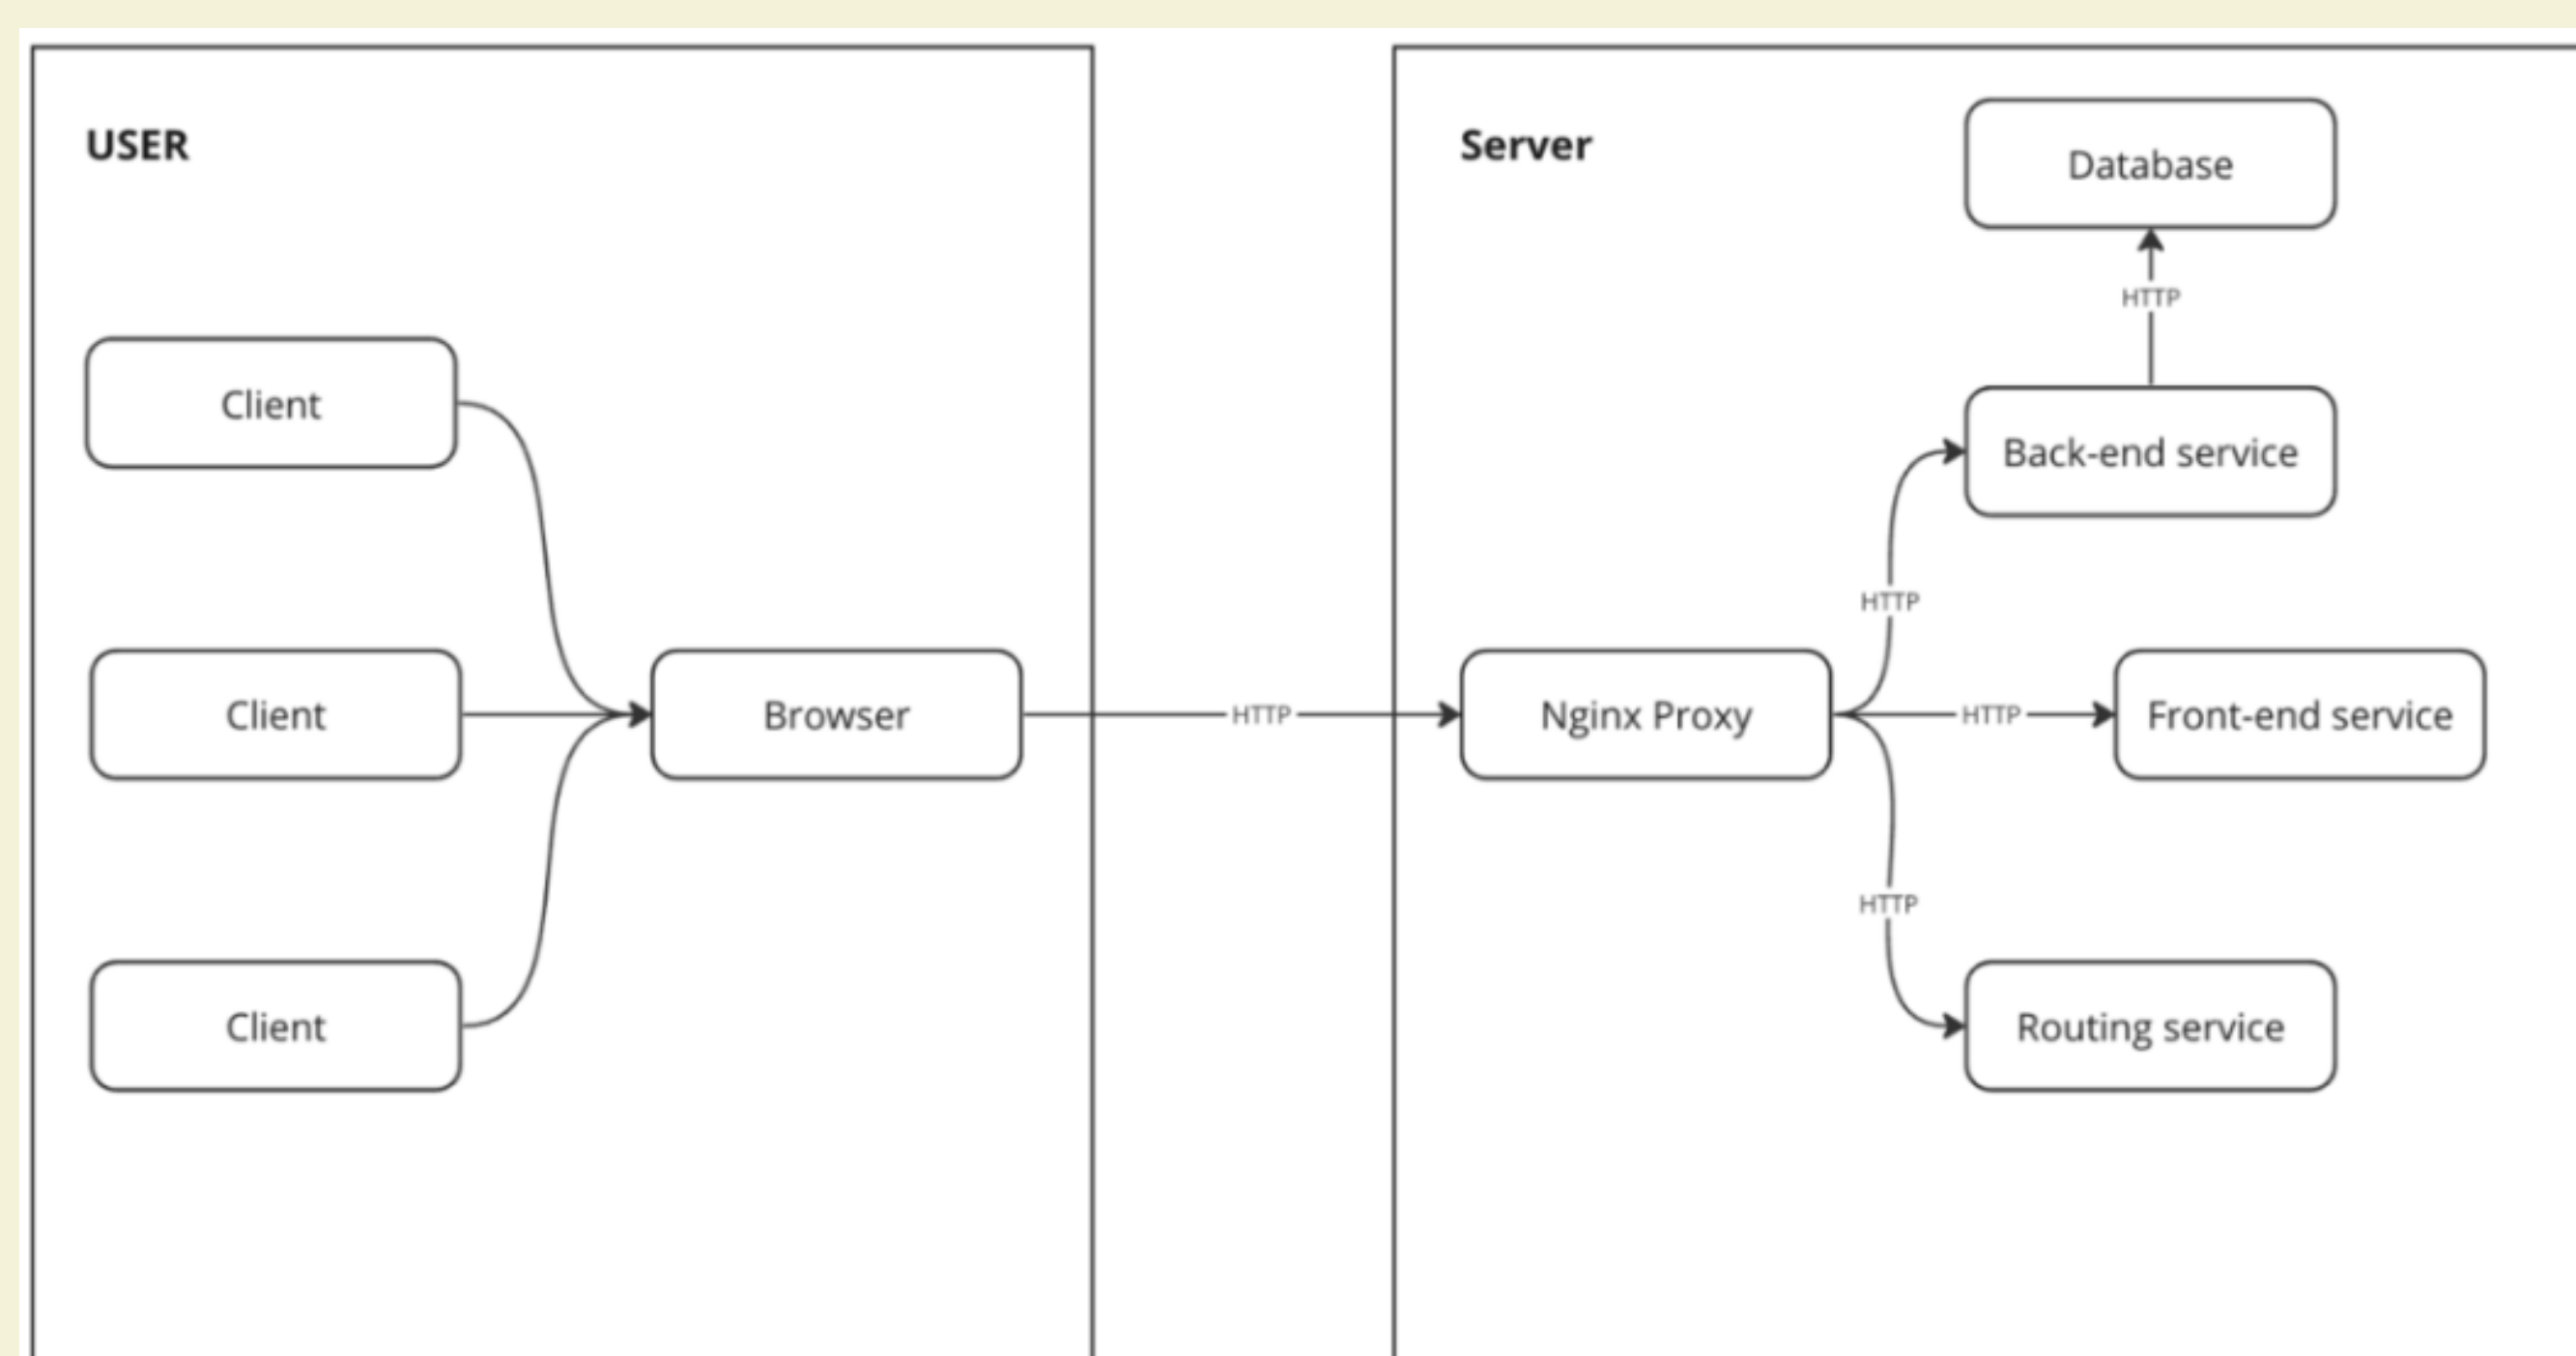 USER
Server
Database
HTTP
Client
Back-end service
HTTP
Client
Browser
HTTP
Nginx Proxy
HTTP
Front-end service
HTTP
Client
Routing service